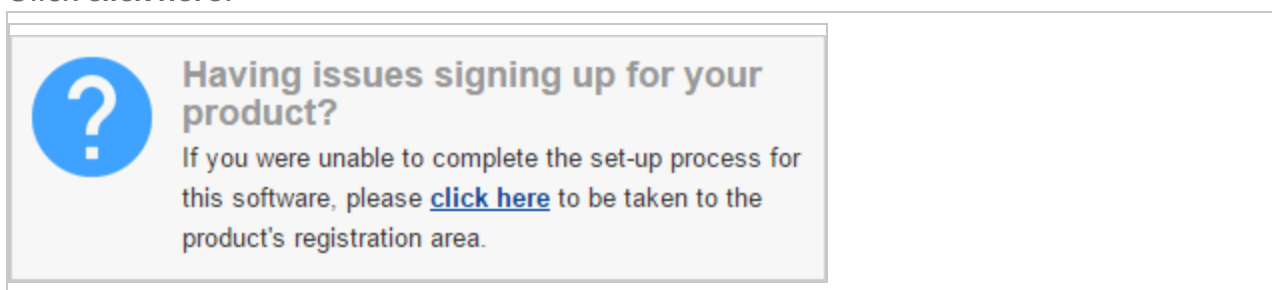 Having issues signing up for your
product?
If you were unable to complete the set-up process for
this software, please click here to be taken to the
product's registration area.